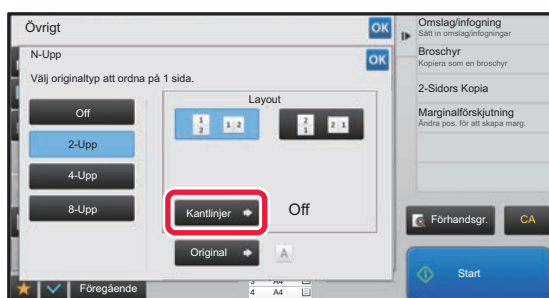 Övrigt
OK
N-Upp
OK
Välj originaltyp att ordna på 1 sida.
Off
2-Upp
4-Upp
8-Upp
Layout
1 2 1 2
2 1 2 1
Kantlinjer
Off
Original
A
Föregående
3 A4
4 A4
Omslag/infogning
Sätt in omslag/infogningar
Broschyr
Kopiera som en broschyr
2-Sidors Kopia
Marginalförskjutning
Ändra pos. för att skapa marg.
Förhandsgr.
CA
Start